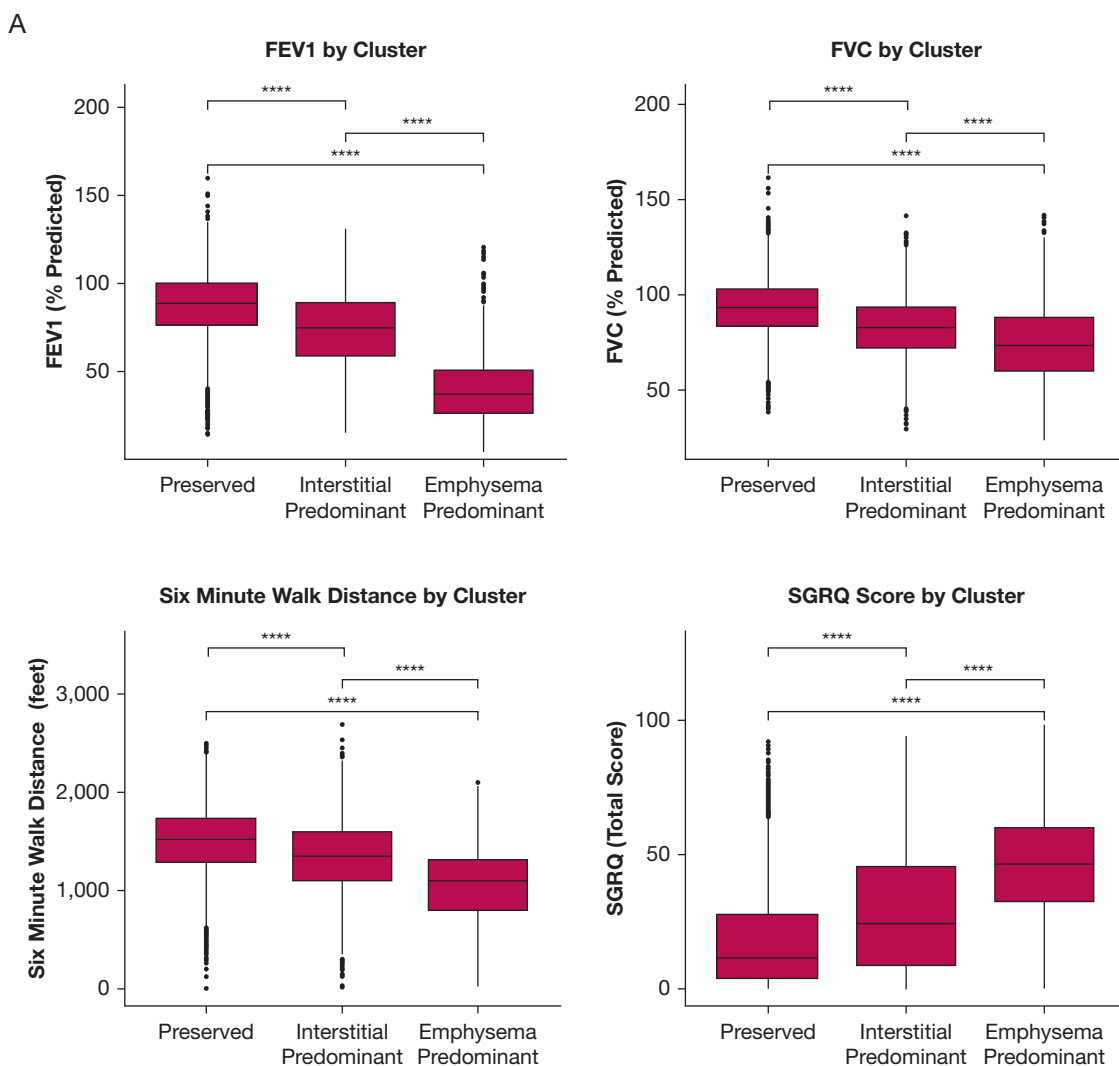 A
FEV1 by Cluster
FEV1 (% Predicted)
200
150
100
50
****
****
****
Preserved
Interstitial
Predominant
Emphysema
Predominant
FVC by Cluster
FVC (% Predicted)
200
150
100
50
****
****
****
Preserved
Interstitial
Predominant
Emphysema
Predominant
Six Minute Walk Distance by Cluster
Six Minute Walk Distance (feet)
3,000
2,000
1,000
0
****
****
****
Preserved
Interstitial
Predominant
Emphysema
Predominant
SGRQ Score by Cluster
SGRQ (Total Score)
100
50
0
****
****
****
Preserved
Interstitial
Predominant
Emphysema
Predominant